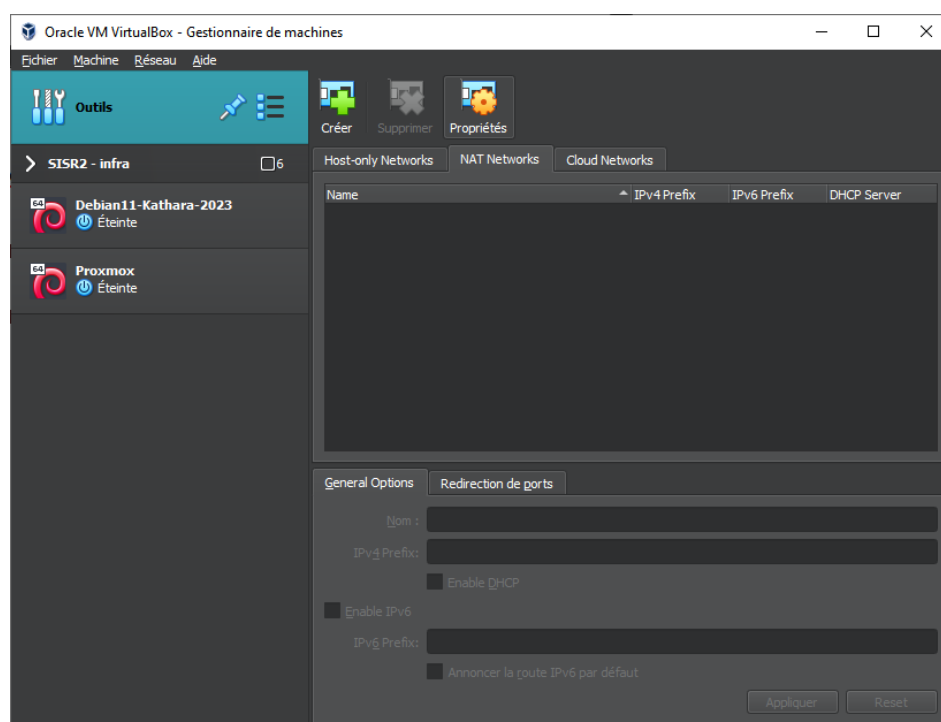 Oracle VM VirtualBox - Gestionnaire de machines
Fichier Machine Réseau Aide
Outils
Créer Supprimer Propriétés
SISR2 - infra 6
64 Debian11-Kathara-2023
Éteinte
64 Proxmox
Éteinte
Host-only Networks NAT Networks Cloud Networks
Name IPv4 Prefix IPv6 Prefix DHCP Server
General Options Redirection de ports
Nom :
IPv4 Prefix:
Enable DHCP
Enable IPv6
IPv6 Prefix:
Annoncer la route IPv6 par défaut
Appliquer Reset